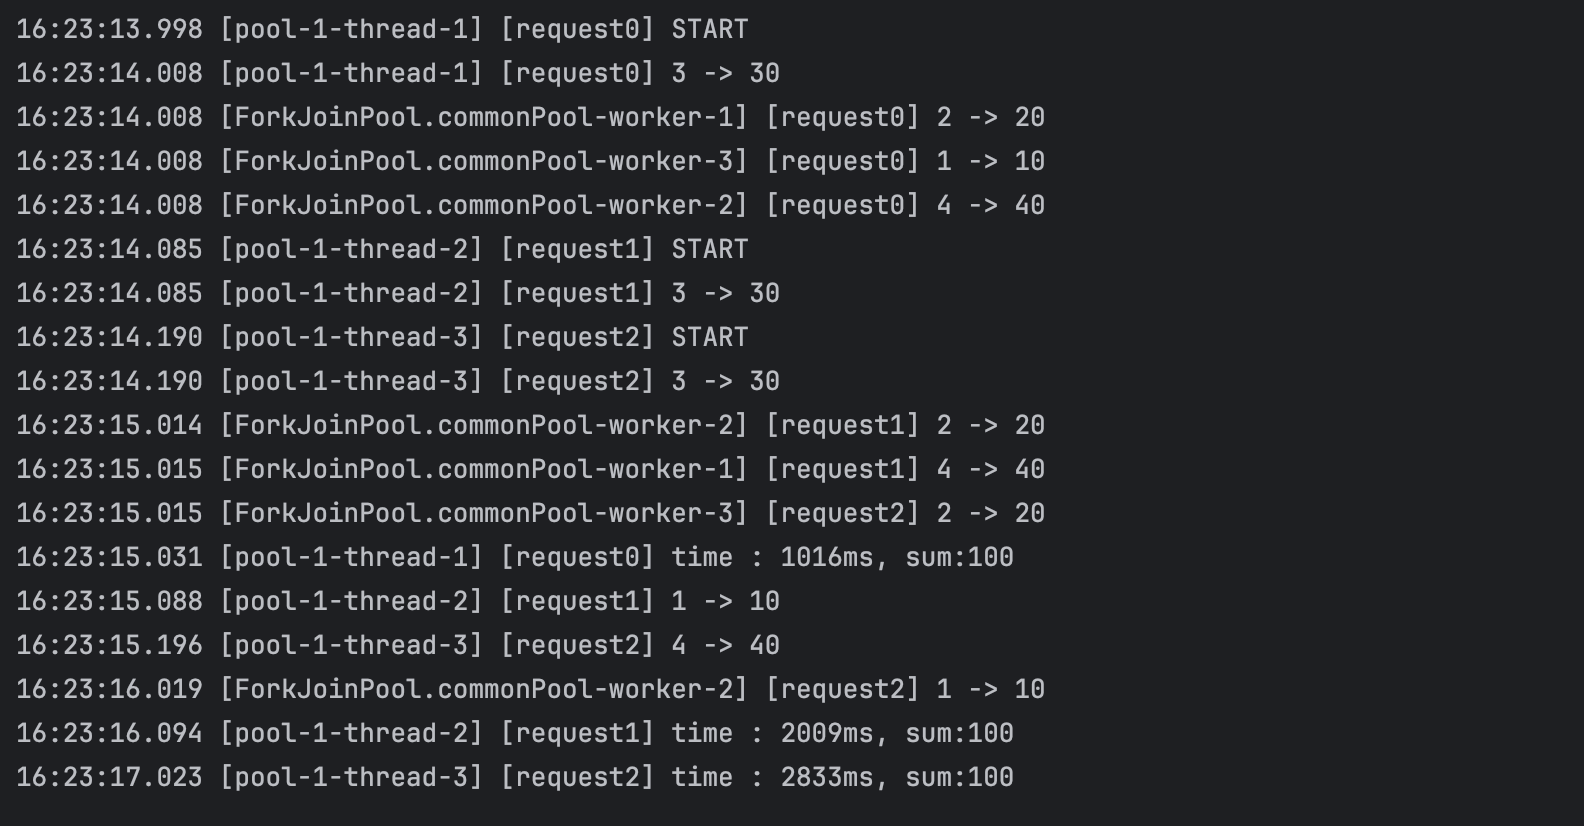 16:23:13.998 [pool-1-thread-1] [request0] START
16:23:14.008 [pool-1-thread-1] [request0] 3 -> 30
16:23:14.008 [ForkJoinPool.commonPool-worker-1] [request0] 2 -> 20
16:23:14.008 [ForkJoinPool.commonPool-worker-3] [request0] 1 -> 10
16:23:14.008 [ForkJoinPool.commonPool-worker-2] [request0] 4 -> 40
16:23:14.085 [pool-1-thread-2] [request1] START
16:23:14.085 [pool-1-thread-2] [request1] 3 -> 30
16:23:14.190 [pool-1-thread-3] [request2] START
16:23:14.190 [pool-1-thread-3] [request2] 3 -> 30
16:23:15.014 [ForkJoinPool.commonPool-worker-2] [request1] 2 -> 20
16:23:15.015 [ForkJoinPool.commonPool-worker-1] [request1] 4 -> 40
16:23:15.015 [ForkJoinPool.commonPool-worker-3] [request2] 2 -> 20
16:23:15.031 [pool-1-thread-1] [request0] time : 1016ms, sum:100
16:23:15.088 [pool-1-thread-2] [request1] 1 -> 10
16:23:15.196 [pool-1-thread-3] [request2] 4 -> 40
16:23:16.019 [ForkJoinPool.commonPool-worker-2] [request2] 1 -> 10
16:23:16.094 [pool-1-thread-2] [request1] time : 2009ms, sum:100
16:23:17.023 [pool-1-thread-3] [request2] time : 2833ms, sum:100